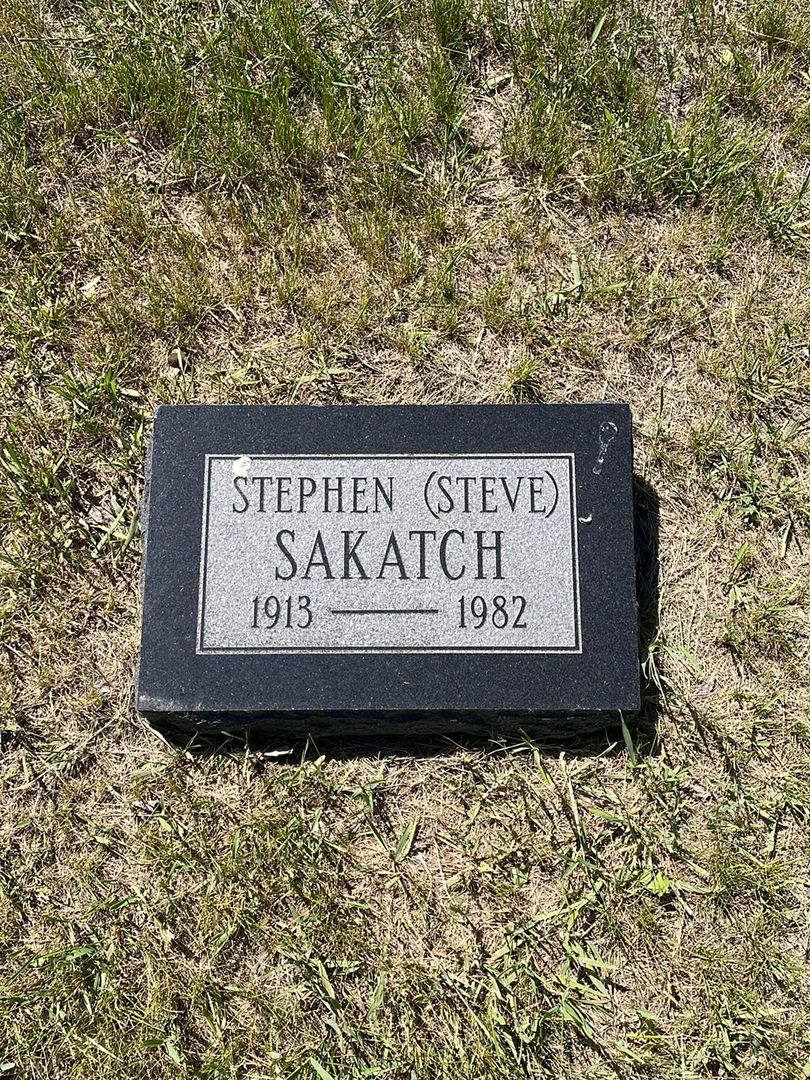 STEPHEN (STEVE)
SAKATCH
1913 — 1982